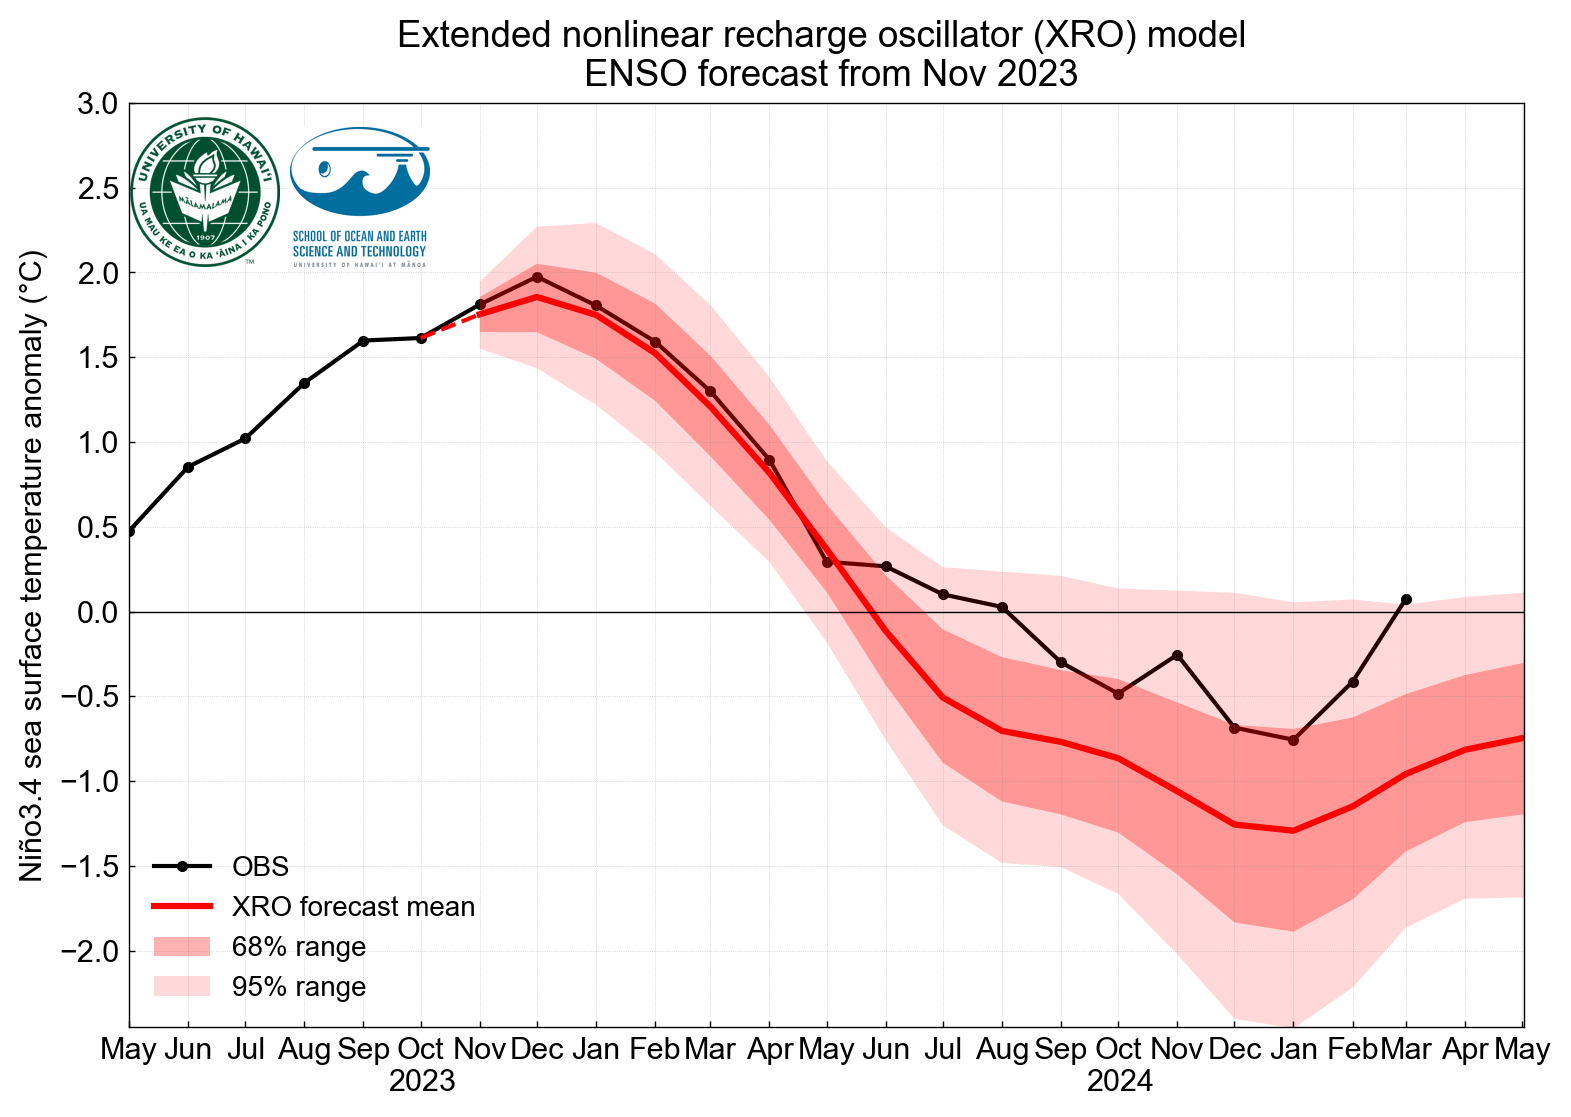 Extended nonlinear recharge oscillator (XRO) model
ENSO forecast from Nov 2023
UNIVERSITY OF HAWAI'I
MĀLAMALAMA
1907
UA MAU KE EA O KA 'ĀINA I KA PONO
TM
SCHOOL OF OCEAN AND EARTH
SCIENCE AND TECHNOLOGY
UNIVERSITY OF HAWAI'I AT MĀNOA
Niño3.4 sea surface temperature anomaly (°C)
3.0
2.5
2.0
1.5
1.0
0.5
0.0
−0.5
−1.0
−1.5
−2.0
OBS
XRO forecast mean
68% range
95% range
May Jun Jul Aug Sep Oct Nov Dec Jan Feb Mar Apr May Jun Jul Aug Sep Oct Nov Dec Jan Feb Mar Apr May
2023 2024